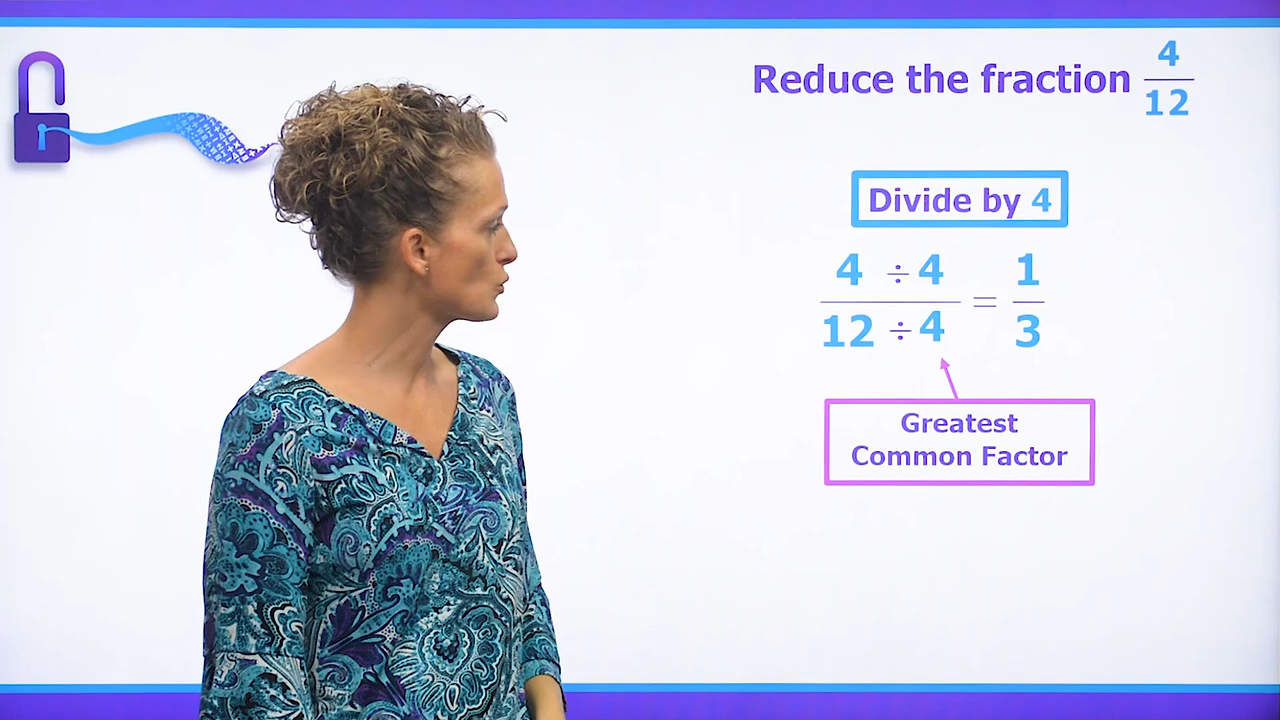 Reduce the fraction 4/12
Divide by 4
4 ÷ 4
12 ÷ 4
= 1/3
Greatest
Common Factor